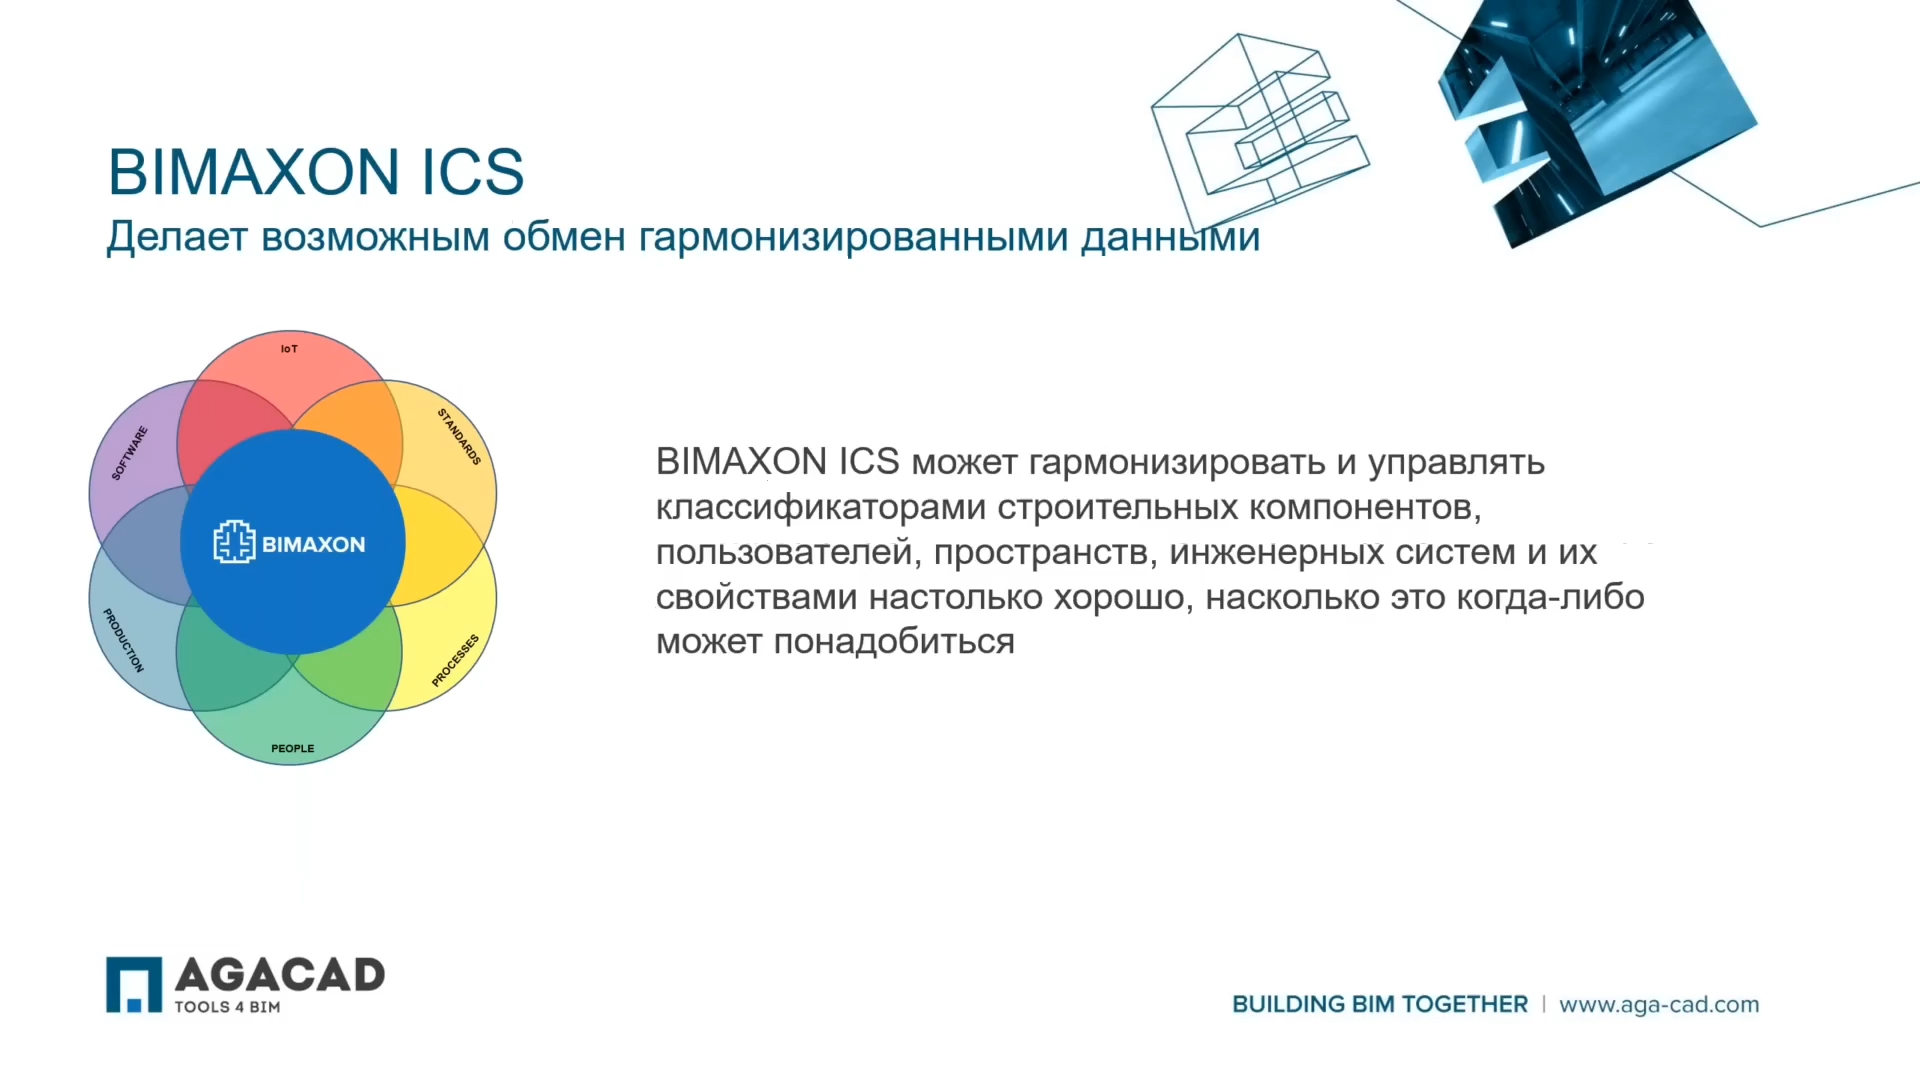 BIMAXON ICS
Делает возможным обмен гармонизированными данными
IoT
STANDARDS
SOFTWARE
BIMAXON
PRODUCTION
PROCESSES
PEOPLE
BIMAXON ICS может гармонизировать и управлять
классификаторами строительных компонентов,
пользователей, пространств, инженерных систем и их
свойствами настолько хорошо, насколько это когда-либо
может понадобиться
AGACAD
TOOLS 4 BIM
BUILDING BIM TOGETHER | www.aga-cad.com